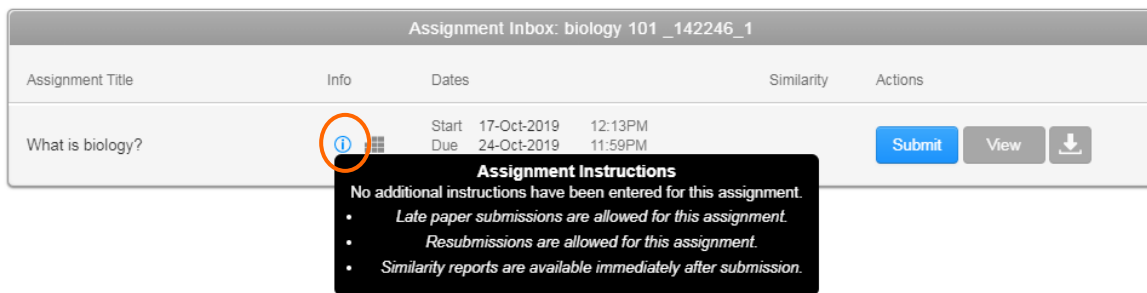 Assignment Inbox: biology 101 _142246_1
Assignment Title Info Dates Similarity Actions
Start 17-Oct-2019 12:13PM
What is biology? Due 24-Oct-2019 11:59PM Submit View
Assignment Instructions
No additional instructions have been entered for this assignment.
• Late paper submissions are allowed for this assignment.
• Resubmissions are allowed for this assignment.
• Similarity reports are available immediately after submission.